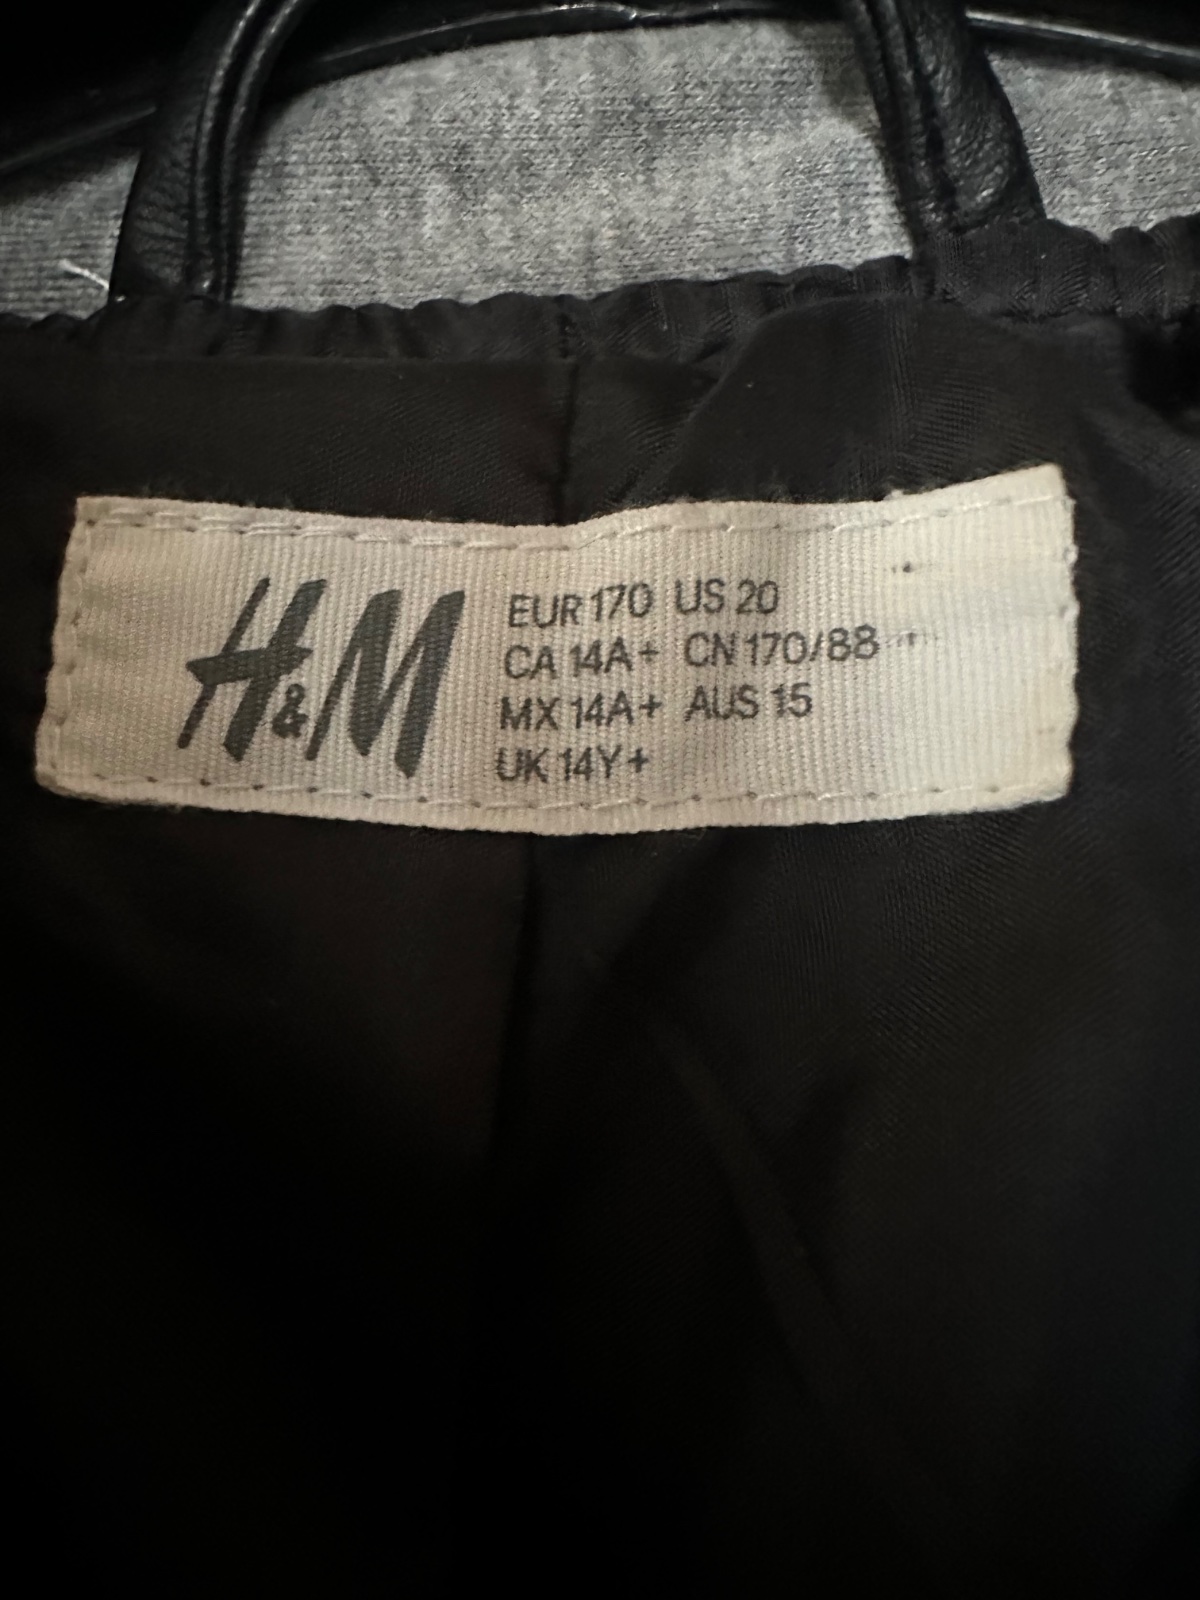 H&M
EUR 170 US 20
CA 14A+ CN 170/88
MX 14A+ AUS 15
UK 14Y+